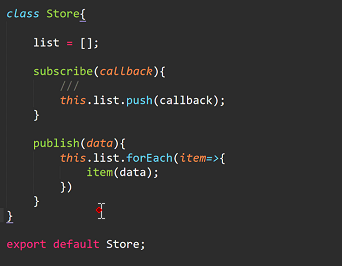 class Store{
list = [];
subscribe(callback){
///
this.list.push(callback);
}
publish(data){
this.list.forEach(item=>{
item(data);
})
}
}
export default Store;